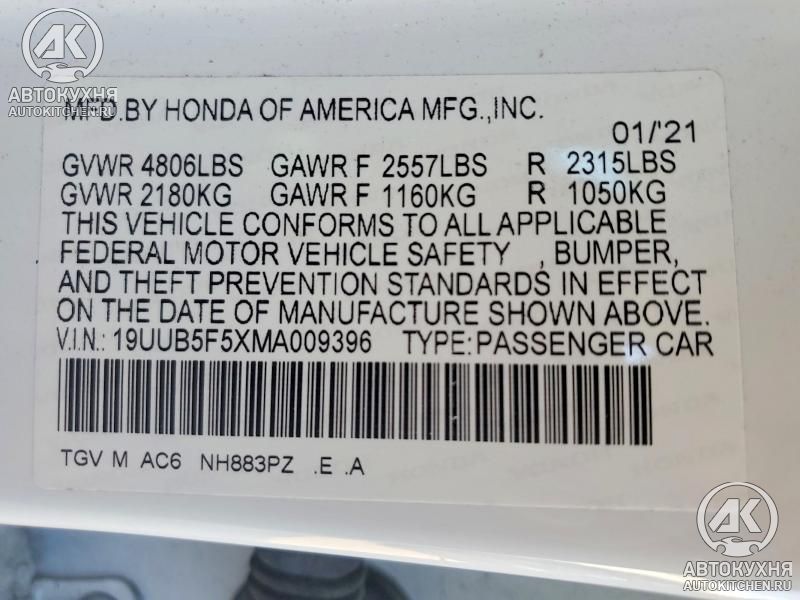 АК
АВТОКУХНЯ
AUTOKITCHEN.RU
MFD.BY HONDA OF AMERICA MFG.,INC.
01/'21
GVWR 4806LBS GAWR F 2557LBS R 2315LBS
GVWR 2180KG GAWR F 1160KG R 1050KG
THIS VEHICLE CONFORMS TO ALL APPLICABLE
FEDERAL MOTOR VEHICLE SAFETY , BUMPER,
AND THEFT PREVENTION STANDARDS IN EFFECT
ON THE DATE OF MANUFACTURE SHOWN ABOVE.
V.I.N.: 19UUB5F5XMA009396 TYPE:PASSENGER CAR
TGV M AC6 NH883PZ .E .A
АК
АВТОКУХНЯ
AUTOKITCHEN.RU